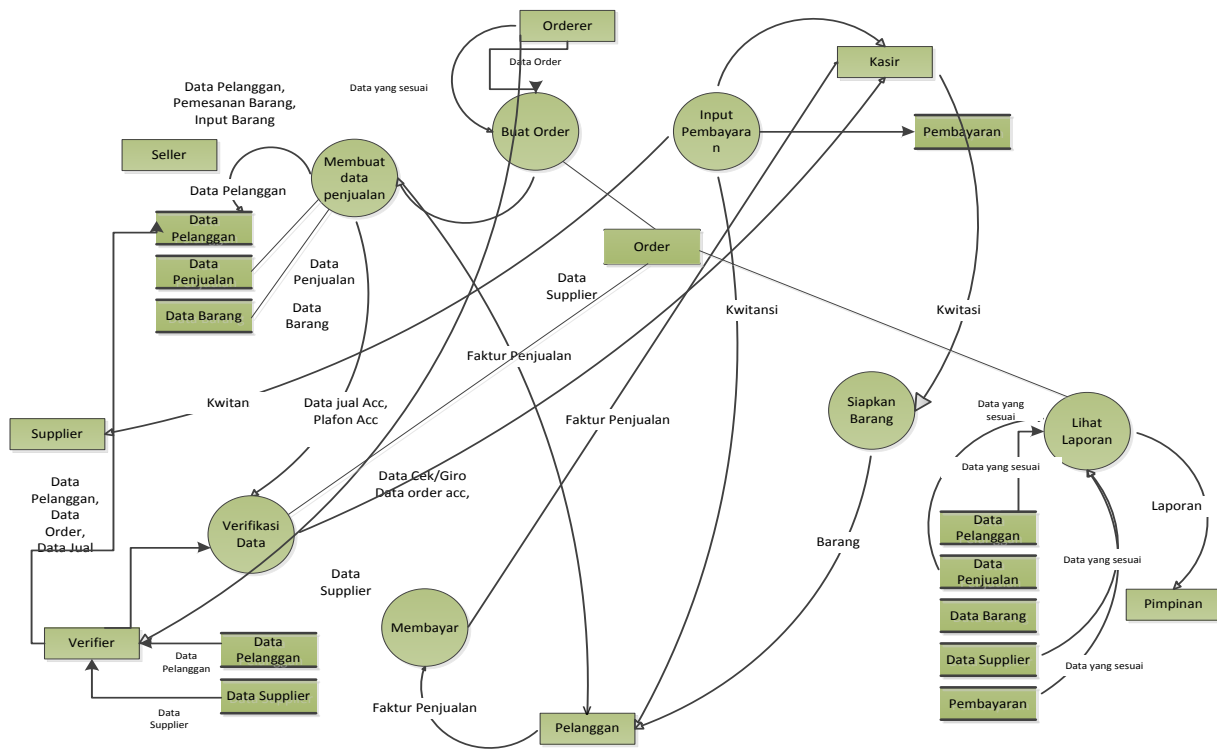 Orderer
Data Order
Data yang sesuai
Kasir
Data Pelanggan,
Pemesanan Barang,
Input Barang
Buat Order
Input
Pembayara
n
Pembayaran
Seller
Membuat
data
penjualan
Data Pelanggan
Data
Pelanggan
Order
Data
Penjualan
Data
Penjualan
Data
Supplier
Data Barang
Data
Barang
Kwitansi
Kwitasi
Faktur Penjualan
Kwitan
Data jual Acc,
Plafon Acc
Faktur Penjualan
Siapkan
Barang
Data yang
sesuai
Lihat
Laporan
Supplier
Data yang sesuai
Data
Pelanggan,
Data
Order,
Data Jual
Data Cek/Giro
Data order acc,
Verifikasi
Data
Laporan
Data
Pelanggan
Barang
Data yang sesuai
Data
Penjualan
Data
Supplier
Data Barang
Pimpinan
Membayar
Verifier
Data
Pelanggan
Data
Pelanggan
Data Supplier
Data yang sesuai
Data Supplier
Data
Supplier
Pembayaran
Faktur Penjualan
Pelanggan